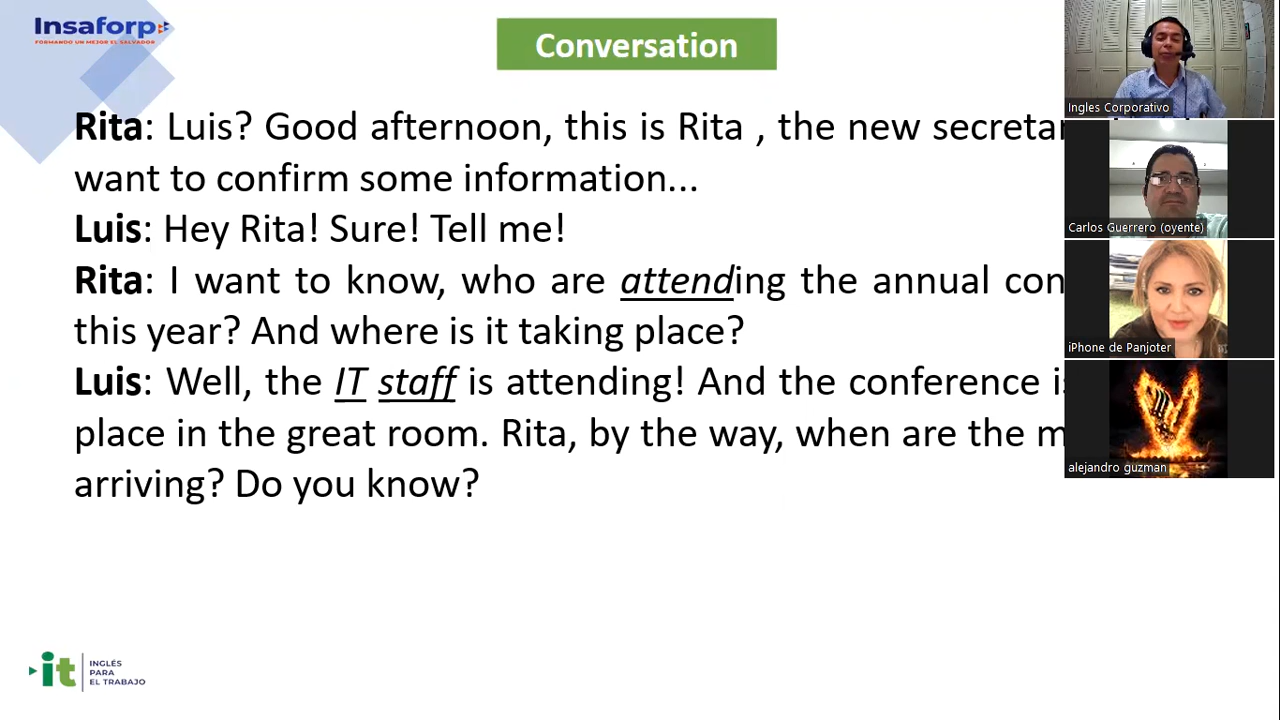 Insaforp
FORMANDO UN MEJOR EL SALVADOR
Conversation
Rita: Luis? Good afternoon, this is Rita , the new
want to confirm some information...
Luis: Hey Rita! Sure! Tell me!
Rita: I want to know, who are attending the annual
this year? And where is it taking place?
Luis: Well, the IT staff is attending! And the conference
place in the great room. Rita, by the way, when are the
arriving? Do you know?
Ingles Corporativo
Carlos Guerrero (oyente)
iPhone de Panjoter
alejandro guzman
it
INGLÉS
PARA
EL TRABAJO